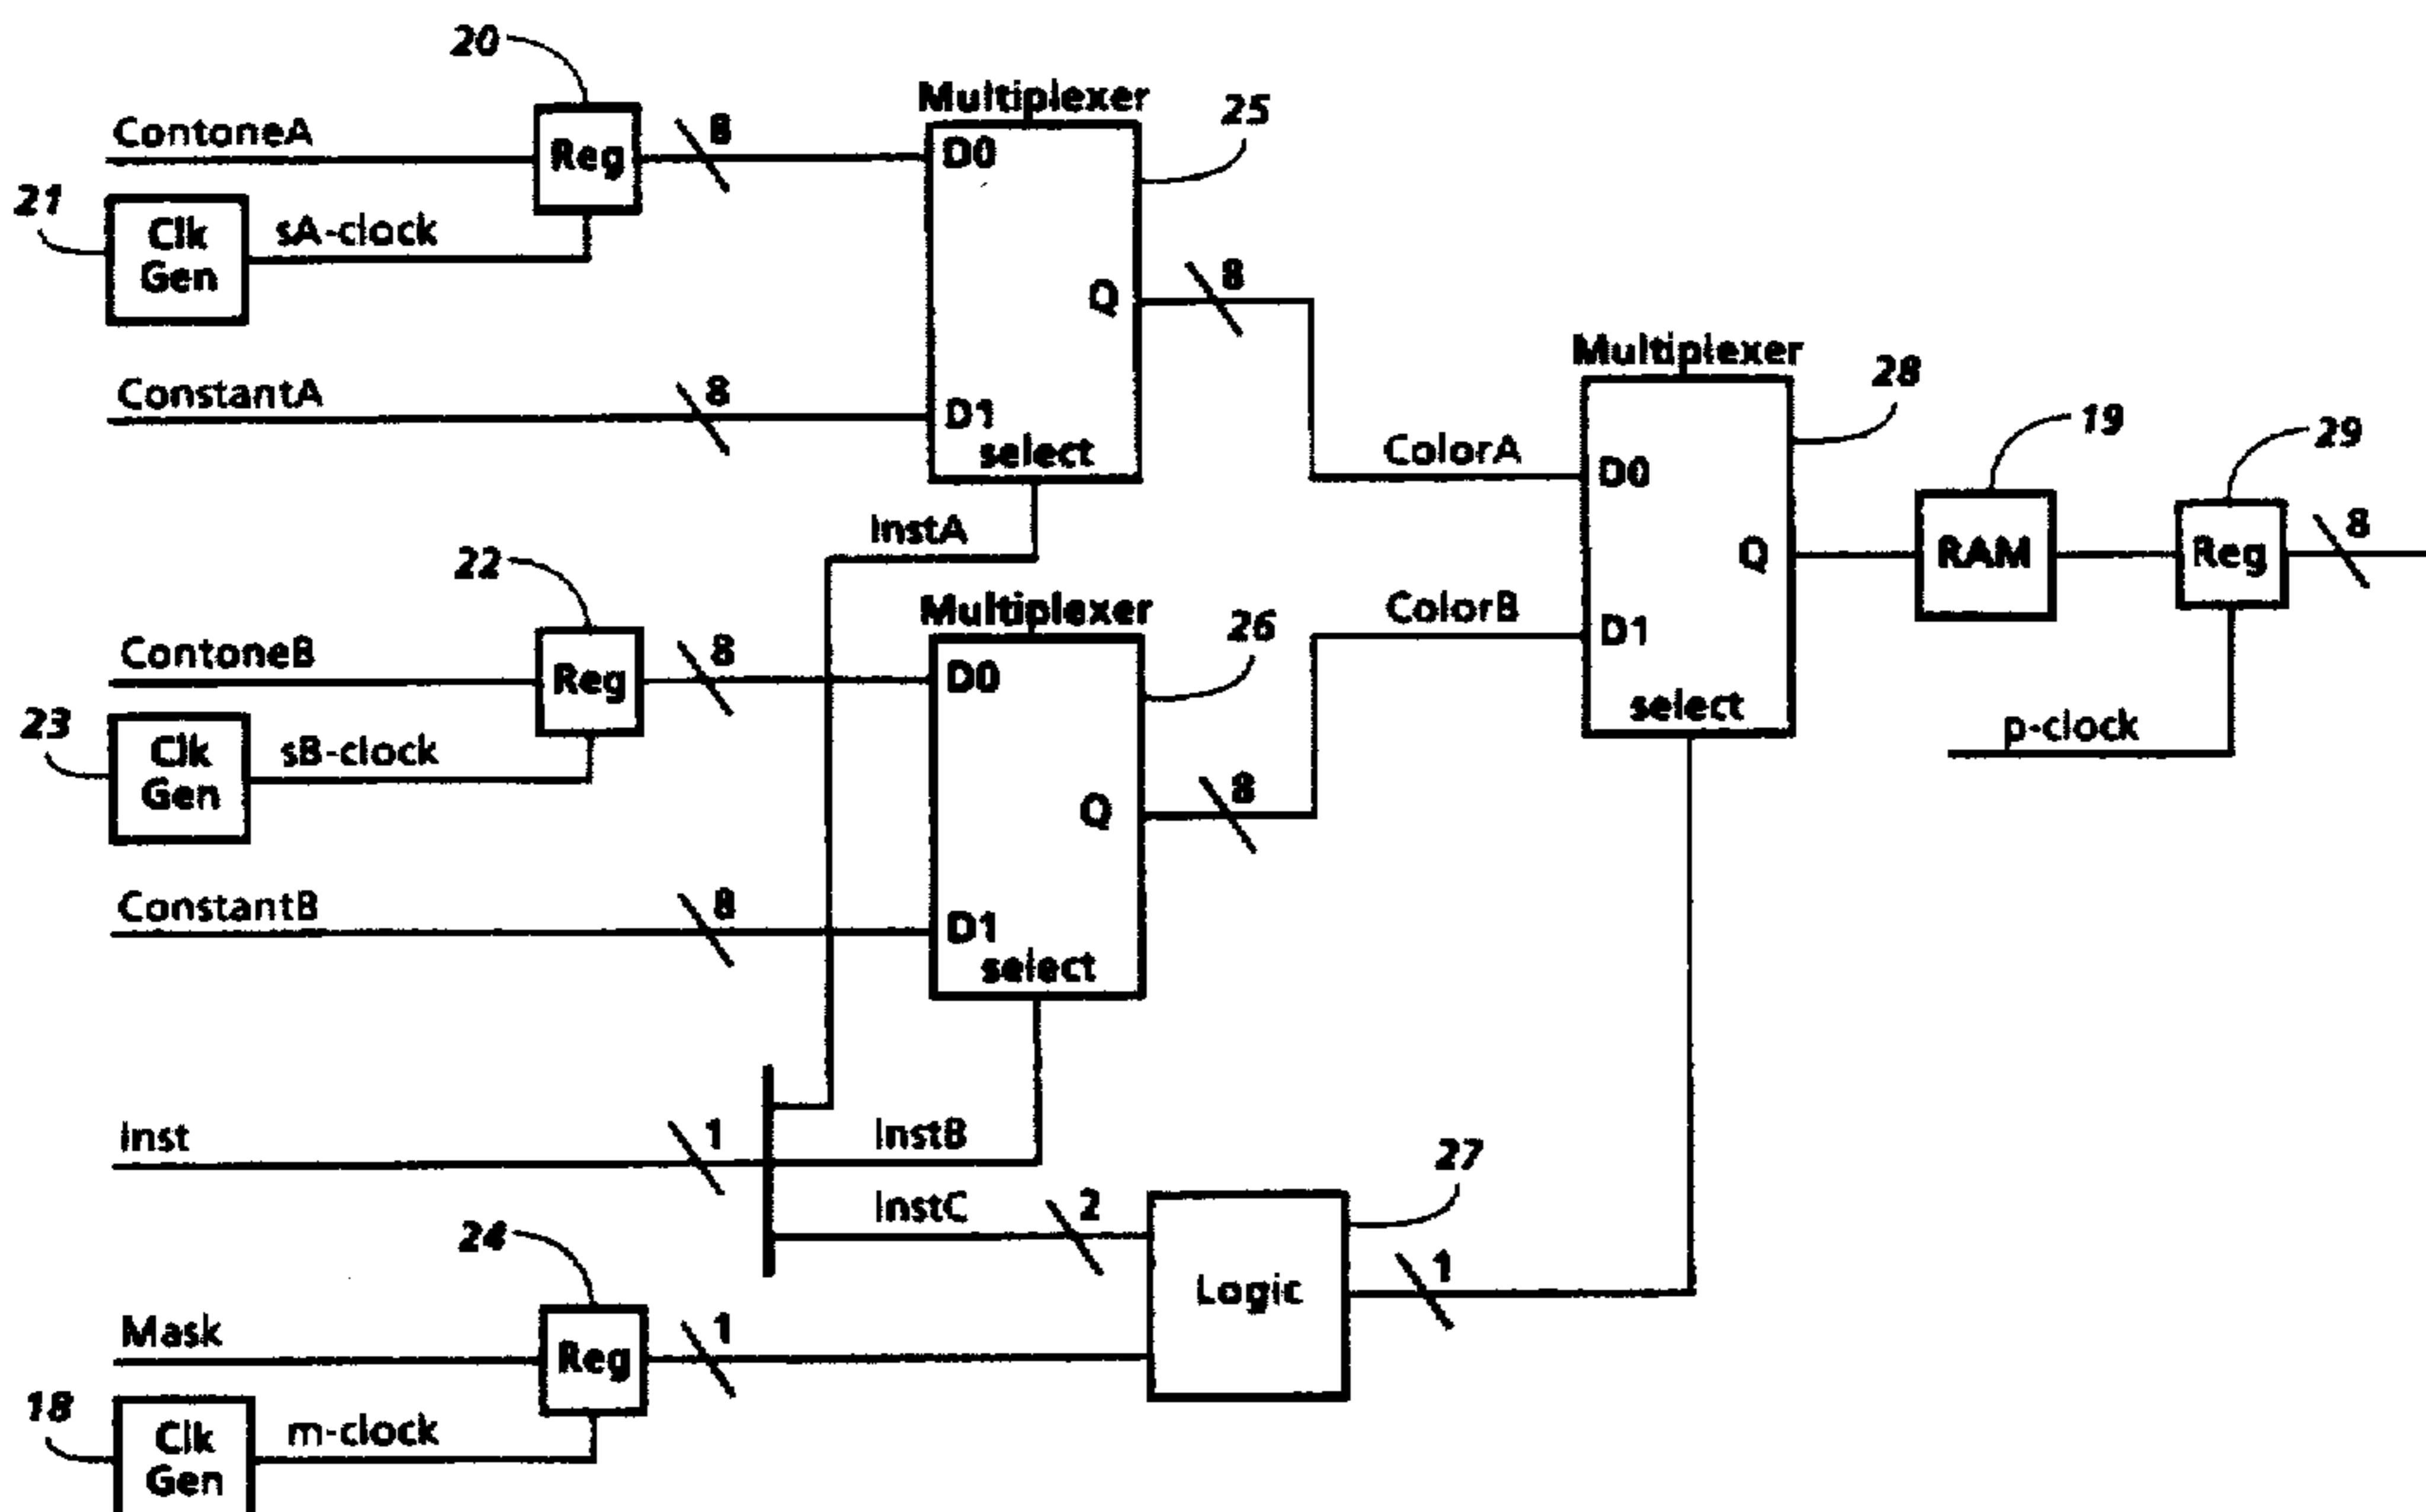 20
ContoneA
Reg
8
Multiplexer
25
D0
21
Clk
Gen
sA-clock
Q
8
ConstantA
8
D1
select
Multiplexer
28
ColorA
D0
19
29
InstA
22
RAM
Reg
8
Q
Multiplexer
26
ColorB
D1
ContoneB
Reg
8
D0
select
23
Clk
Gen
sB-clock
p-clock
Q
8
ConstantB
8
D1
select
Inst
1
InstB
27
InstC
2
24
Logic
1
Mask
Reg
1
18
Clk
Gen
m-clock